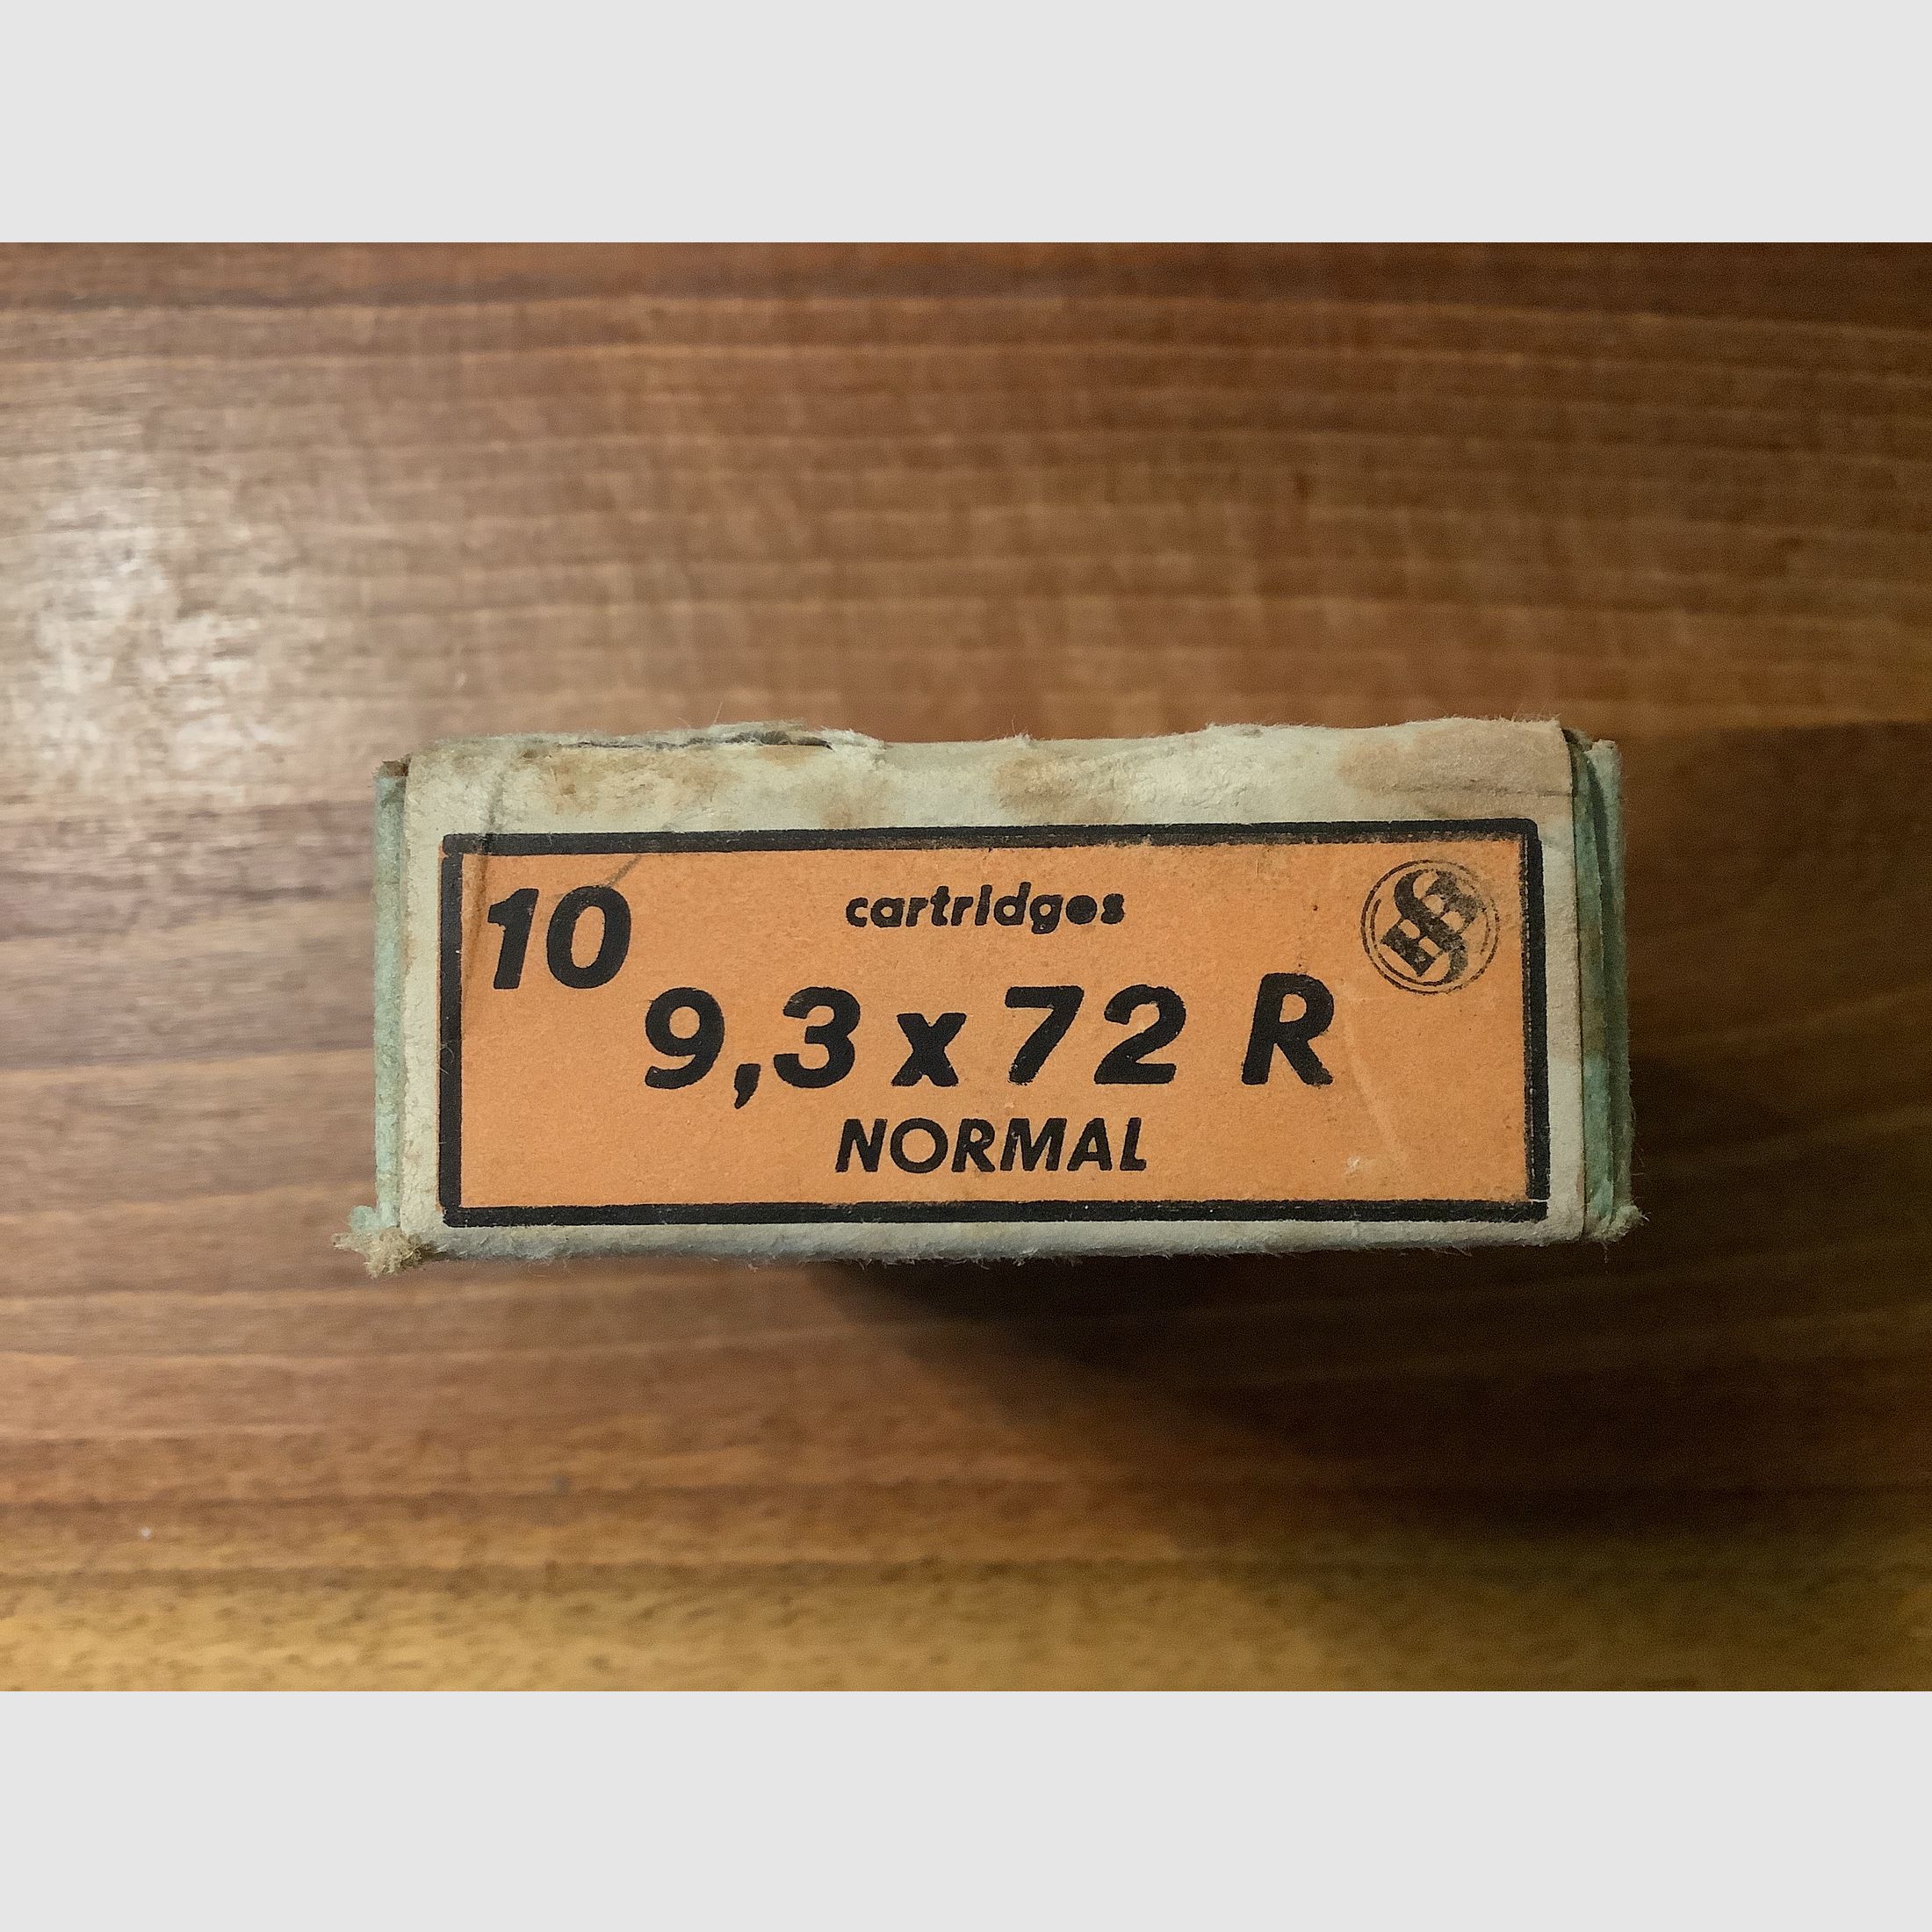 10 cartridges
9,3 x 72 R
NORMAL